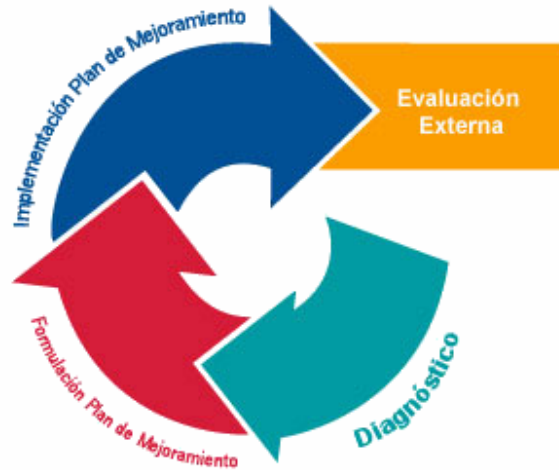 Implementación Plan de Mejoramiento
Evaluación
Externa
Formulación Plan de Mejoramiento
Diagnóstico